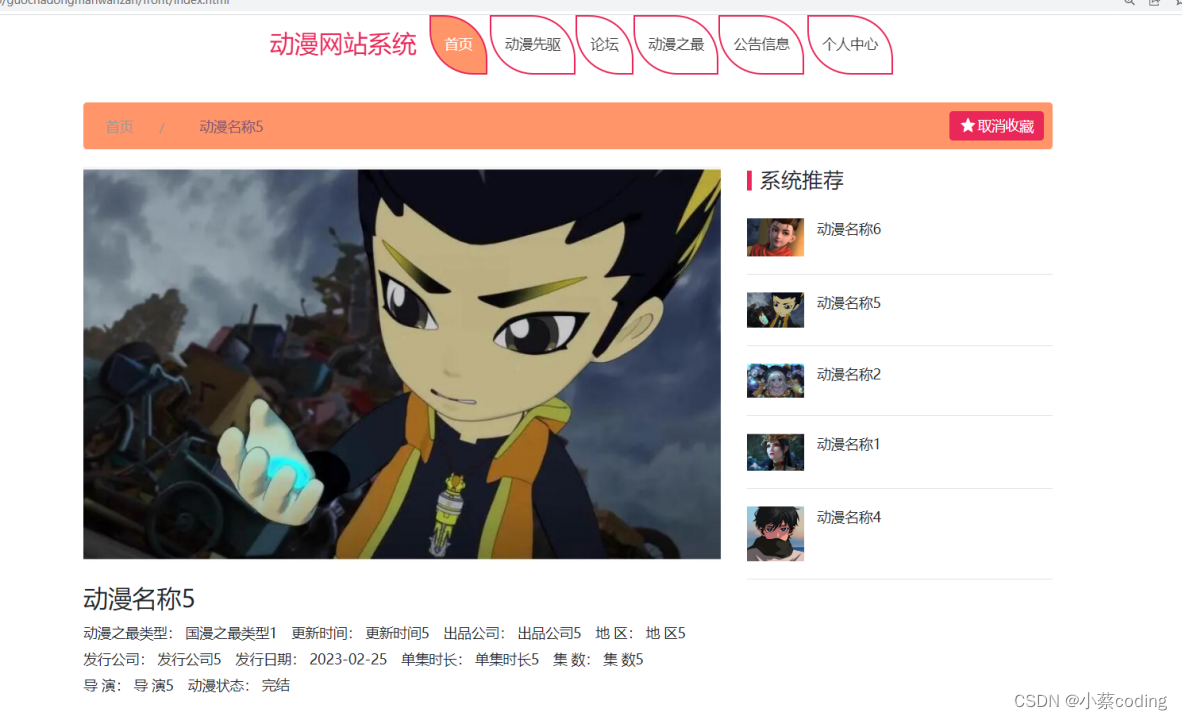 /guochadongmanwanzan/front/index.html
动漫网站系统 首页 动漫先驱 论坛 动漫之最 公告信息 个人中心
首页 / 动漫名称5 取消收藏
系统推荐
动漫名称6
动漫名称5
动漫名称2
动漫名称1
动漫名称4
动漫名称5
动漫之最类型： 国漫之最类型1 更新时间： 更新时间5 出品公司： 出品公司5 地 区： 地 区5
发行公司： 发行公司5 发行日期： 2023-02-25 单集时长： 单集时长5 集 数： 集 数5
导 演： 导 演5 动漫状态： 完结
CSDN @小蔡coding